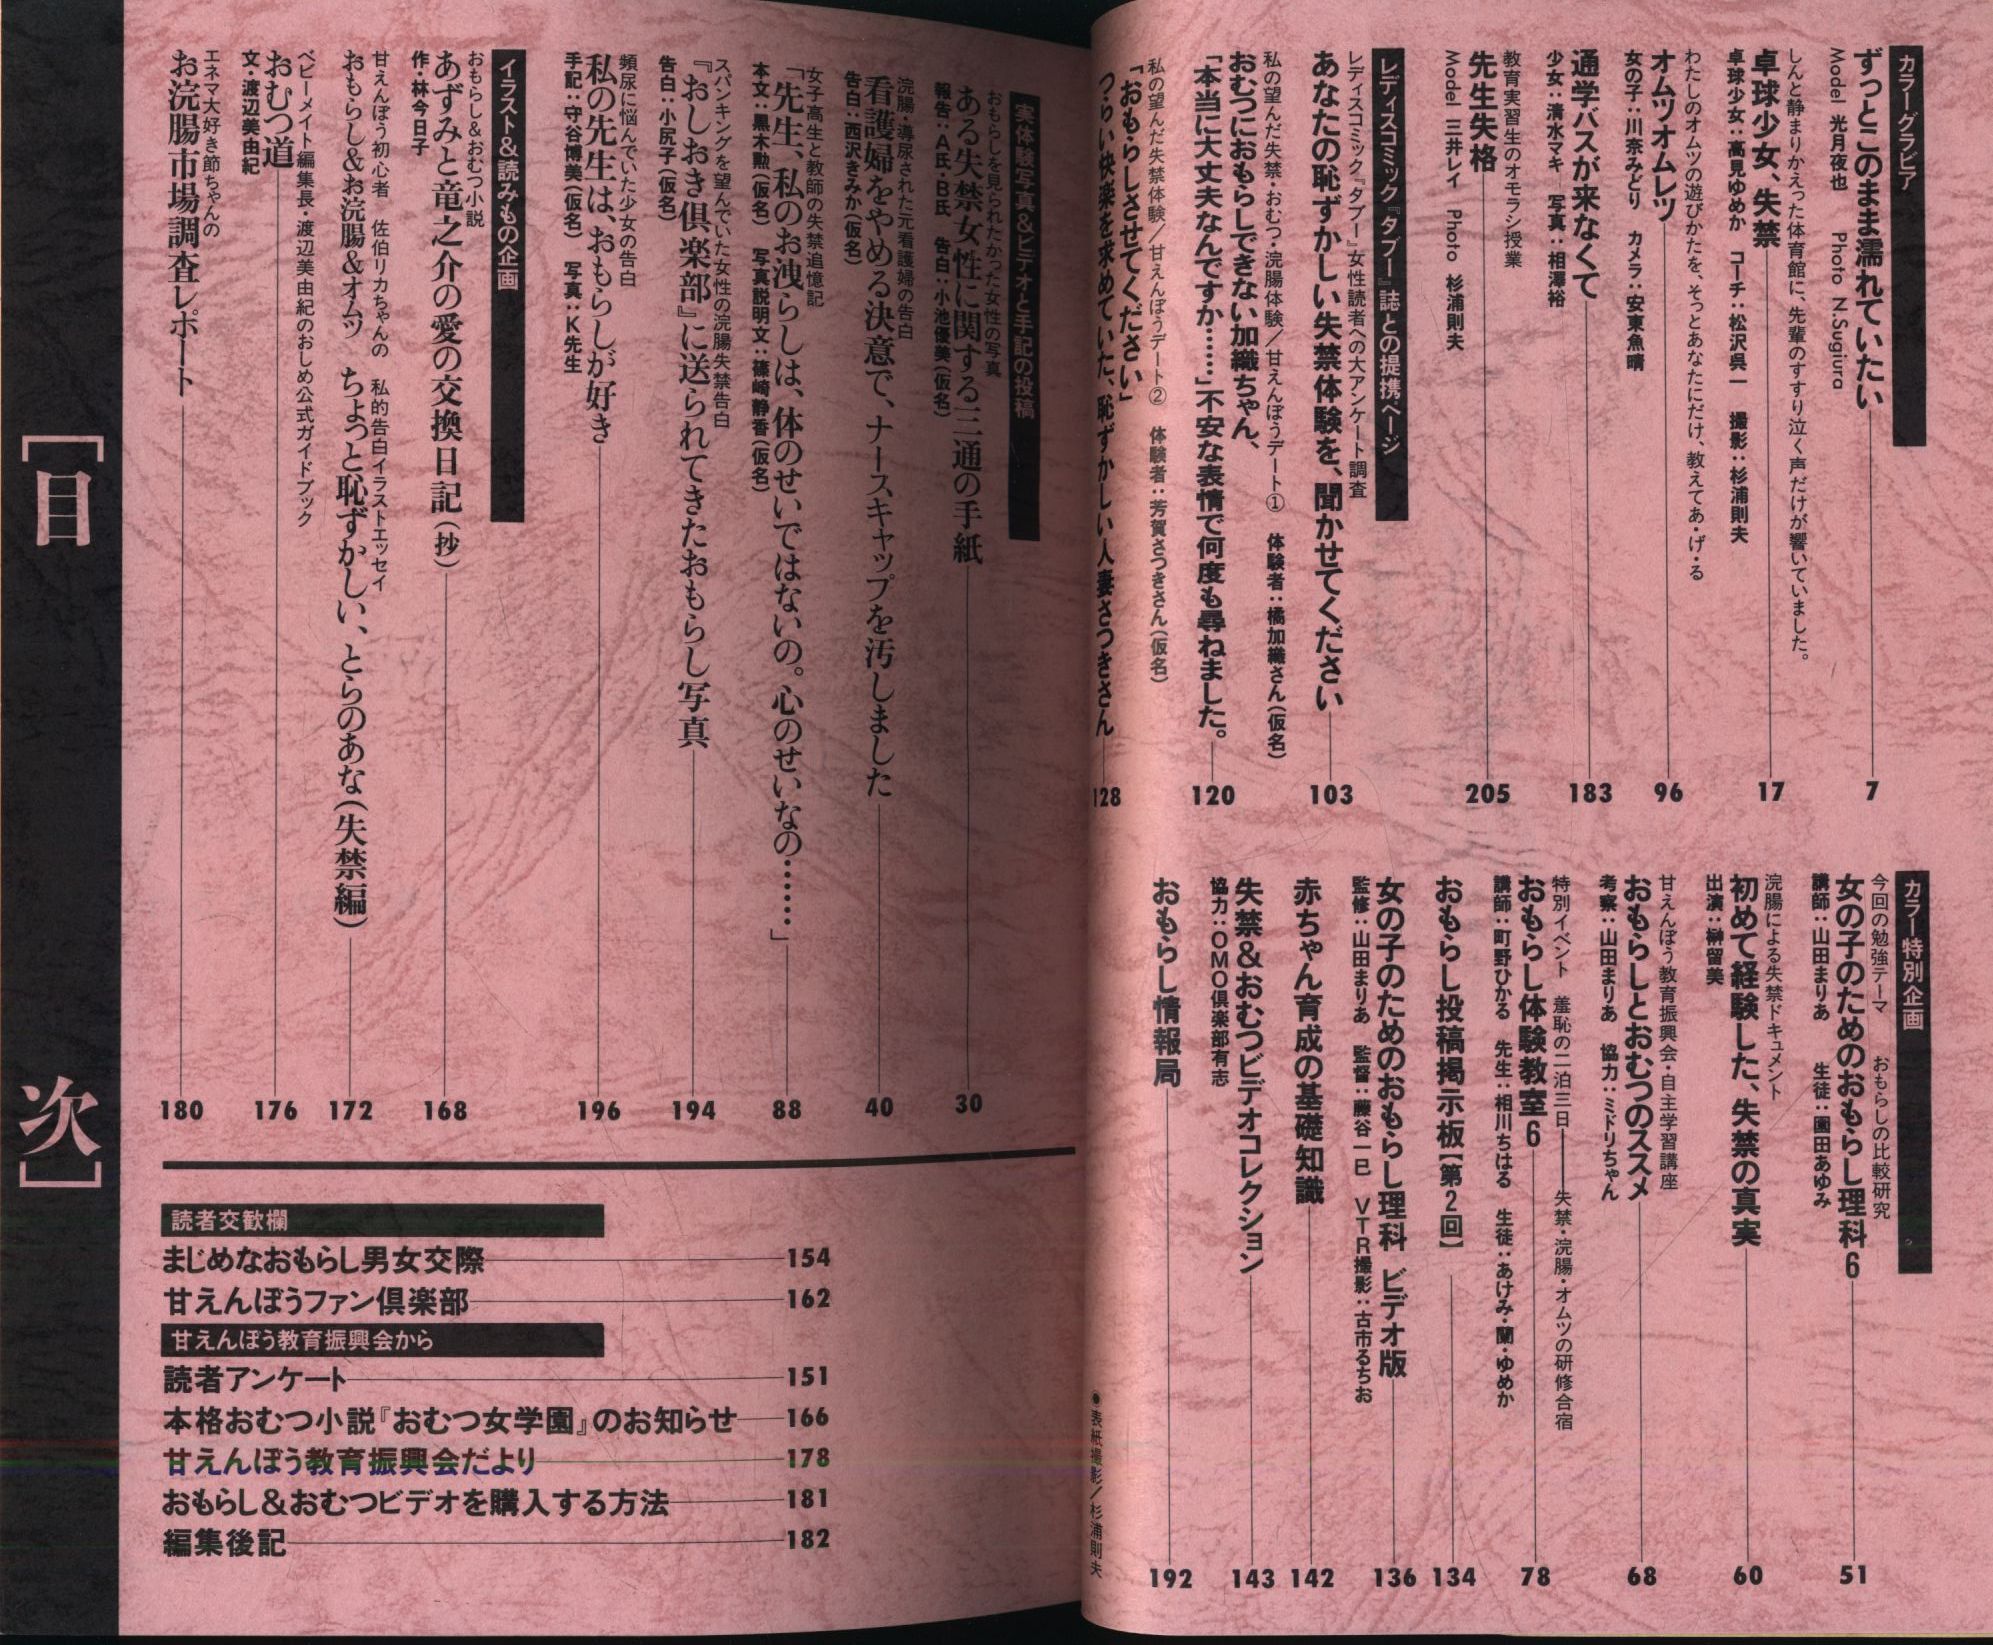 カラーグラビア
ずっとこのまま濡れていたい 7
Model 光月夜也 Photo N.Sugiura
しんと静まりかえった体育館に、先輩のすすり泣く声だけが響いていました。
卓球少女、失禁 17
卓球少女：高見ゆめか コーチ：松沢呉一 撮影：杉浦則夫
わたしのオムツの遊びかたを、そっとあなたにだけ、教えてあ・げ・る
オムツオムレツ 96
女の子：川奈みどり カメラ：安東魚晴
通学バスが来なくて 183
少女：清水マキ 写真：相澤裕
教育実習生のオモラシ授業
先生失格 205
Model 三井レイ Photo 杉浦則夫
レディスコミック『タブー』誌との提携ページ
レディスコミック『タブー』女性読者への大アンケート調査
あなたの恥ずかしい失禁体験を、聞かせてください 103
私の望んだ失禁・おむつ・浣腸体験／甘えんぼうデート① 体験者：橘加織さん(仮名)
おむつにおもらしできない加織ちゃん、
「本当に大丈夫なんですか……」不安な表情で何度も尋ねました。 120
私の望んだ失禁体験／甘えんぼうデート② 体験者：芳賀さつきさん(仮名)
「おもらしさせてください」
つらい快楽を求めていた、恥ずかしい人妻さつきさん 128
カラー特別企画
今回の勉強テーマ おもらしの比較研究
女の子のためのおもらし理科6 51
講師：山田まりあ 生徒：園田あゆみ
浣腸による失禁ドキュメント
初めて経験した、失禁の真実 60
出演：榊留美
甘えんぼう教育振興会・自主学習講座
おもらしとおむつのススメ 68
考察：山田まりあ 協力：ミドリちゃん
特別イベント 羞恥の二泊三日――失禁・浣腸・オムツの研修合宿
おもらし体験教室6 78
講師：町野ひかる 先生：相川ちはる 生徒：あけみ・蘭・ゆめか
おもらし投稿掲示板【第2回】 134
女の子のためのおもらし理科 ビデオ版 136
監修：山田まりあ 監督：藤谷一巳 VTR撮影：古市るちお
赤ちゃん育成の基礎知識 142
失禁&おむつビデオコレクション 143
協力：OMO倶楽部有志
おもらし情報局 192
●表紙撮影／杉浦則夫
実体験写真&ビデオと手記の投稿
おもらしを見られたかった女性の写真
ある失禁女性に関する三通の手紙 30
報告：A氏・B氏 告白：小池優美(仮名)
浣腸・導尿された元看護婦の告白
看護婦をやめる決意で、ナースキャップを汚しました 40
告白：西沢きみか(仮名)
女子高生と教師の失禁追憶記
「先生、私のお洩らしは、体のせいではないの。心のせいなの……」 88
本文：黒木勲(仮名) 写真説明文：篠崎静香(仮名)
スパンキングを望んでいた女性の浣腸失禁告白
『おしおき倶楽部』に送られてきたおもらし写真 194
告白：小尻子(仮名)
頻尿に悩んでいた少女の告白
私の先生は、おもらしが好き 196
手記：守谷博美(仮名) 写真：K先生
イラスト&読みもの企画
おもらし&おむつ小説
あずみと竜之介の愛の交換日記(抄) 168
作・林今日子
甘えんぼう初心者 佐伯リカちゃんの 私的告白イラストエッセイ
おもらし&お浣腸&オムツ ちょっと恥ずかしい、とらのあな(失禁編) 172
ベビーメイト編集長・渡辺美由紀のおしめ公式ガイドブック
おむつ道 176
文・渡辺美由紀
エネマ大好き節ちゃんの
お浣腸市場調査レポート 180
読者交歓欄
まじめなおもらし男女交際 154
甘えんぼうファン倶楽部 162
甘えんぼう教育振興会から
読者アンケート 151
本格おむつ小説『おむつ女学園』のお知らせ 166
甘えんぼう教育振興会だより 178
おもらし&おむつビデオを購入する方法 181
編集後記 182
[目次]